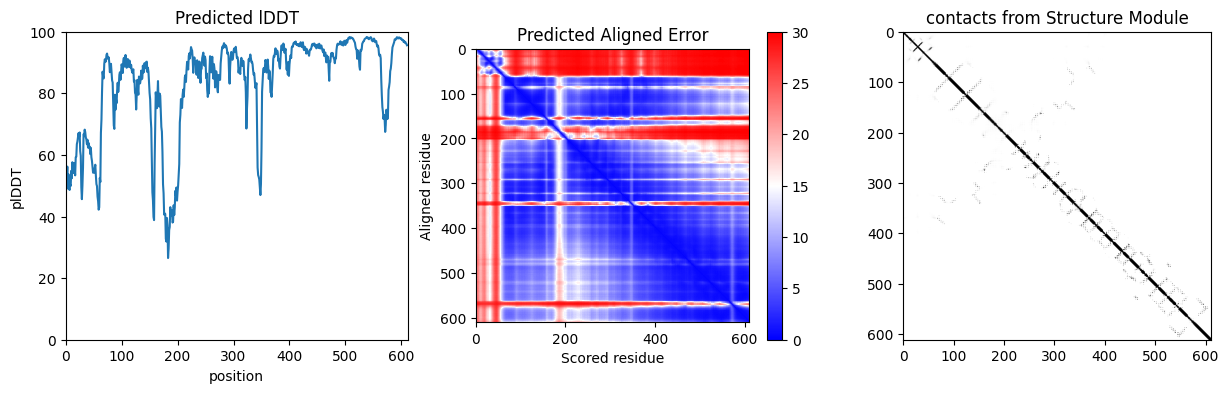 Predicted lDDT
100
80
60
40
20
0
plDDT
0 100 200 300 400 500 600
position
Predicted Aligned Error
0
100
200
300
400
500
600
Aligned residue
0 200 400 600
Scored residue
30
25
20
15
10
5
0
contacts from Structure Module
0
100
200
300
400
500
600
0 100 200 300 400 500 600